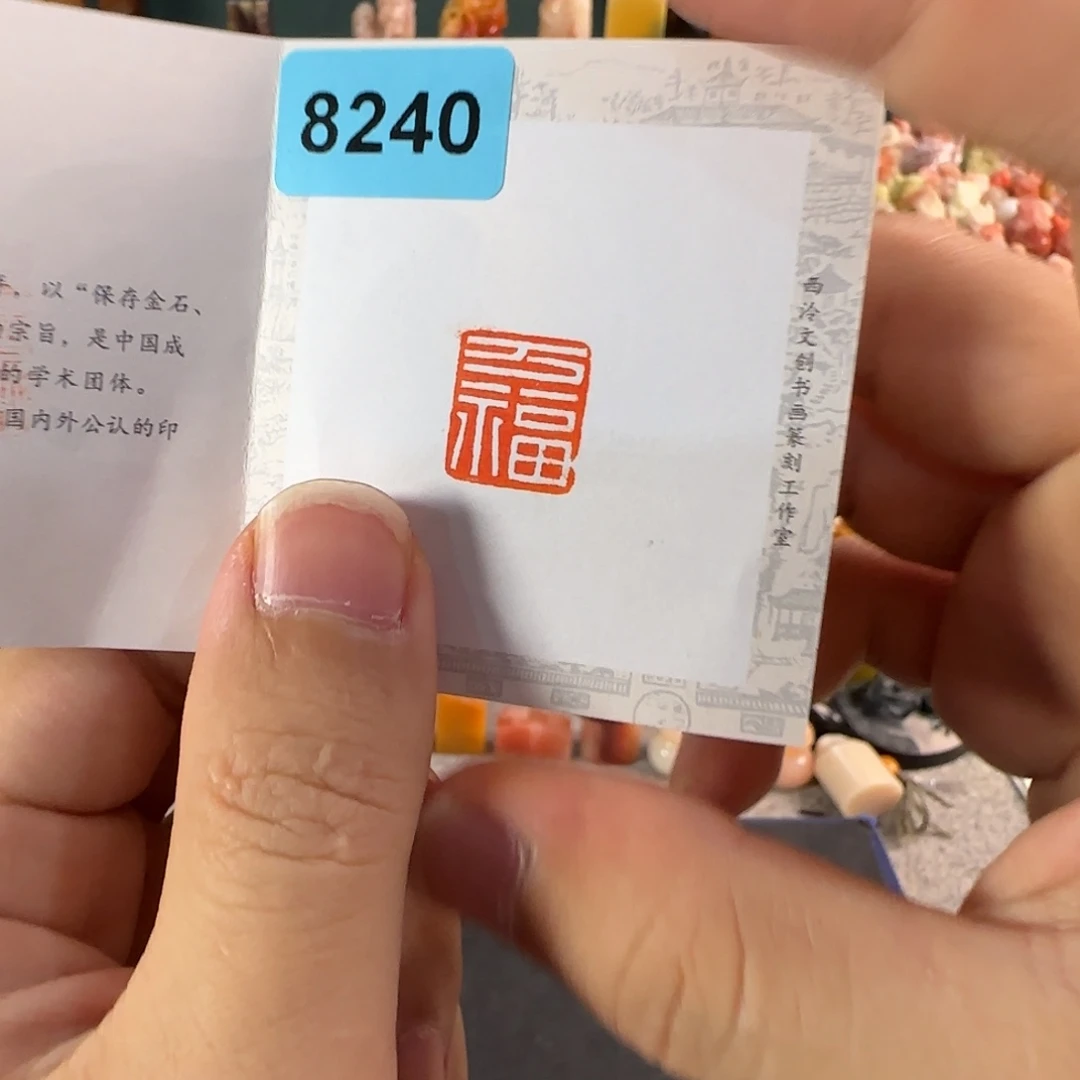 8240
以“保存金石、
宗旨，是中国成
的学术团体。
国内外公认的印
万福
西泠文创书画篆刻工作室